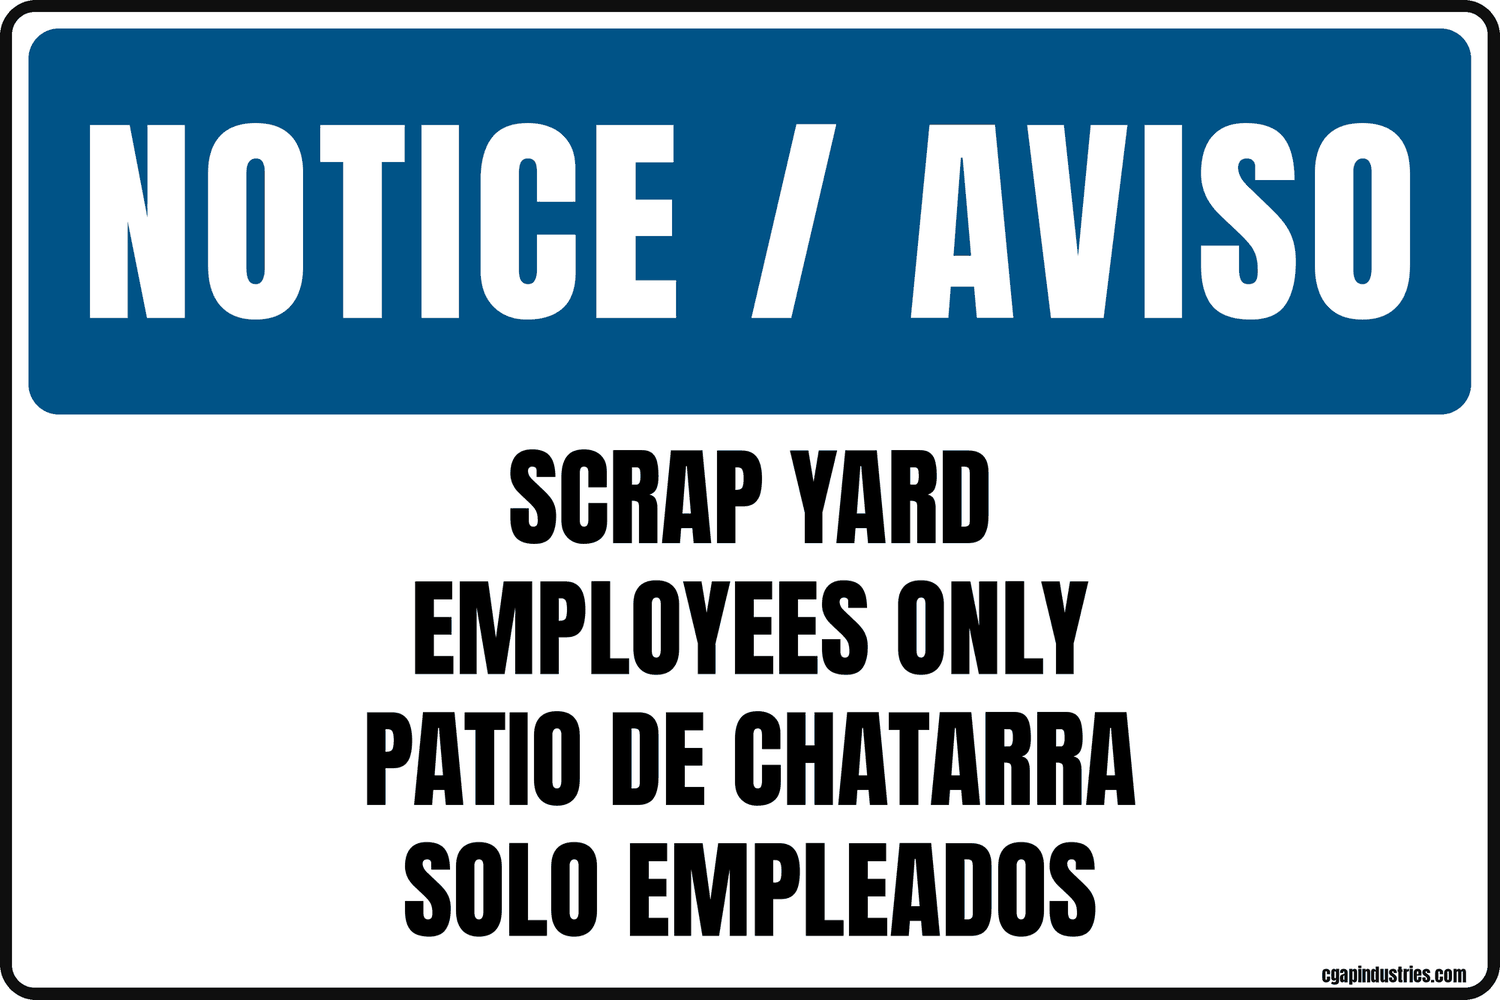 NOTICE / AVISO
SCRAP YARD
EMPLOYEES ONLY
PATIO DE CHATARRA
SOLO EMPLEADOS
cgapindustries.com